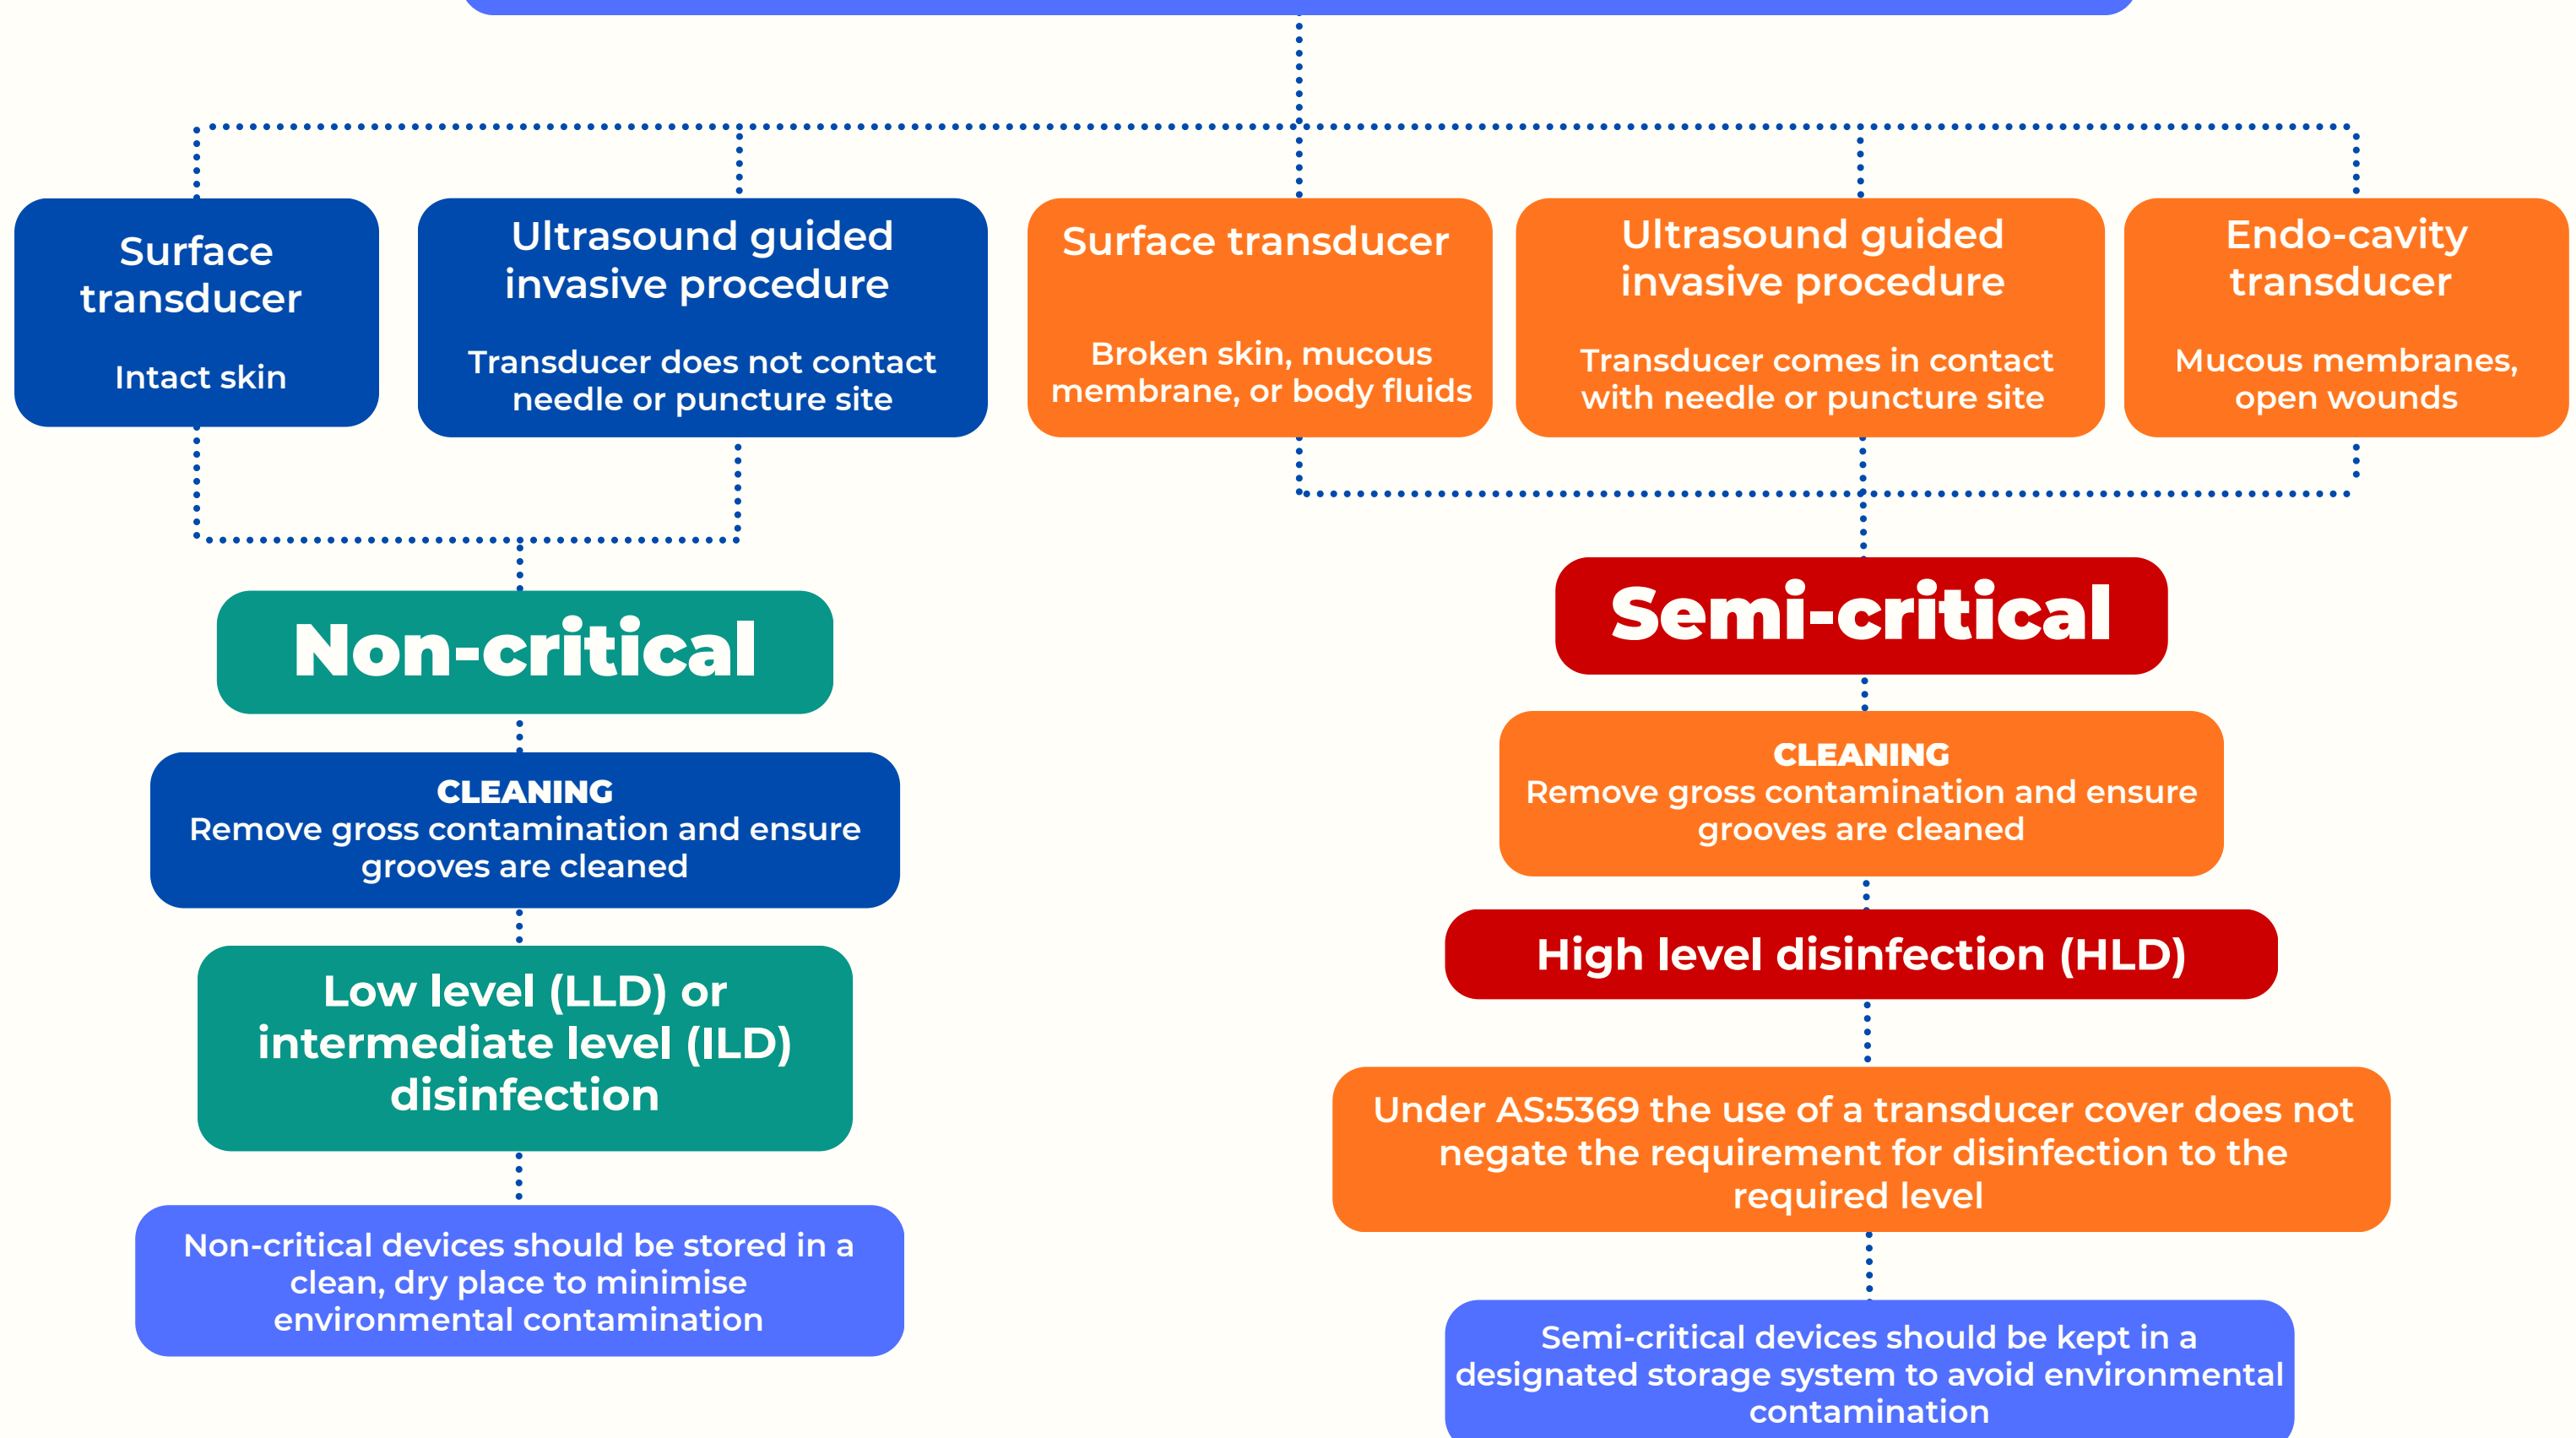 Surface
transducer
Intact skin
Ultrasound guided
invasive procedure
Transducer does not contact
needle or puncture site
Surface transducer
Broken skin, mucous
membrane, or body fluids
Ultrasound guided
invasive procedure
Transducer comes in contact
with needle or puncture site
Endo-cavity
transducer
Mucous membranes,
open wounds
Non-critical
CLEANING
Remove gross contamination and ensure
grooves are cleaned
Low level (LLD) or
intermediate level (ILD)
disinfection
Non-critical devices should be stored in a
clean, dry place to minimise
environmental contamination
Semi-critical
CLEANING
Remove gross contamination and ensure
grooves are cleaned
High level disinfection (HLD)
Under AS:5369 the use of a transducer cover does not
negate the requirement for disinfection to the
required level
Semi-critical devices should be kept in a
designated storage system to avoid environmental
contamination